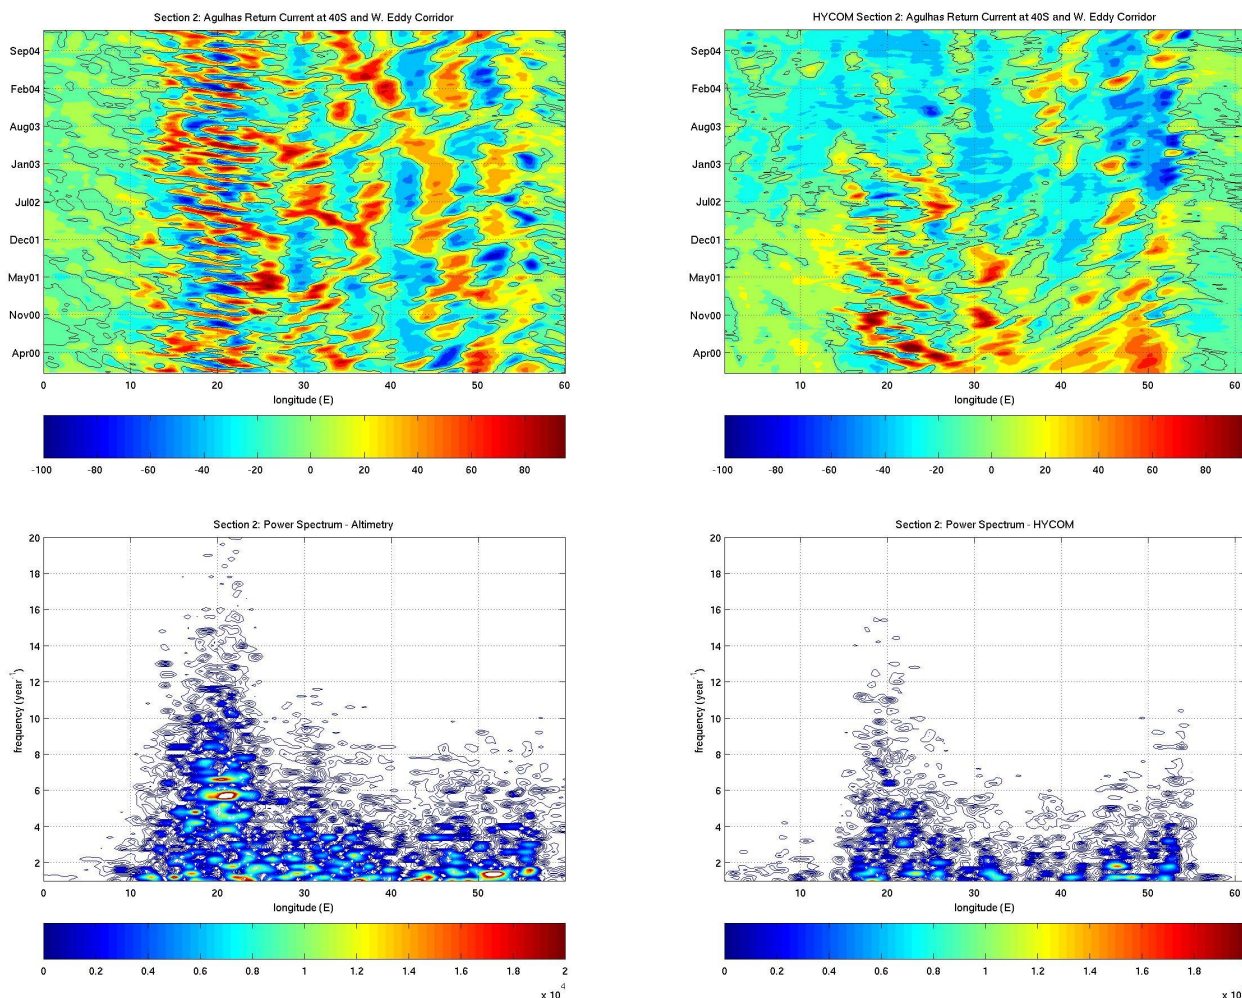 Section 2: Agulhas Return Current at 40S and W. Eddy Corridor
Sep04
Feb04
Aug03
Jan03
Jul02
Dec01
May01
Nov00
Apr00
0 10 20 30 40 50 60
longitude (E)
-100 -80 -60 -40 -20 0 20 40 60 80
HYCOM Section 2: Agulhas Return Current at 40S and W. Eddy Corridor
Sep04
Feb04
Aug03
Jan03
Jul02
Dec01
May01
Nov00
Apr00
10 20 30 40 50 60
longitude (E)
-100 -80 -60 -40 -20 0 20 40 60 80
Section 2: Power Spectrum - Altimetry
20
18
16
14
12
10
8
6
4
2
frequency (year⁻¹)
0 10 20 30 40 50
longitude (E)
0 0.2 0.4 0.6 0.8 1 1.2 1.4 1.6 1.8 2
x 10⁴
Section 2: Power Spectrum - HYCOM
20
18
16
14
12
10
8
6
4
2
frequency (year⁻¹)
10 20 30 40 50 60
longitude (E)
0 0.2 0.4 0.6 0.8 1 1.2 1.4 1.6 1.8
x 10